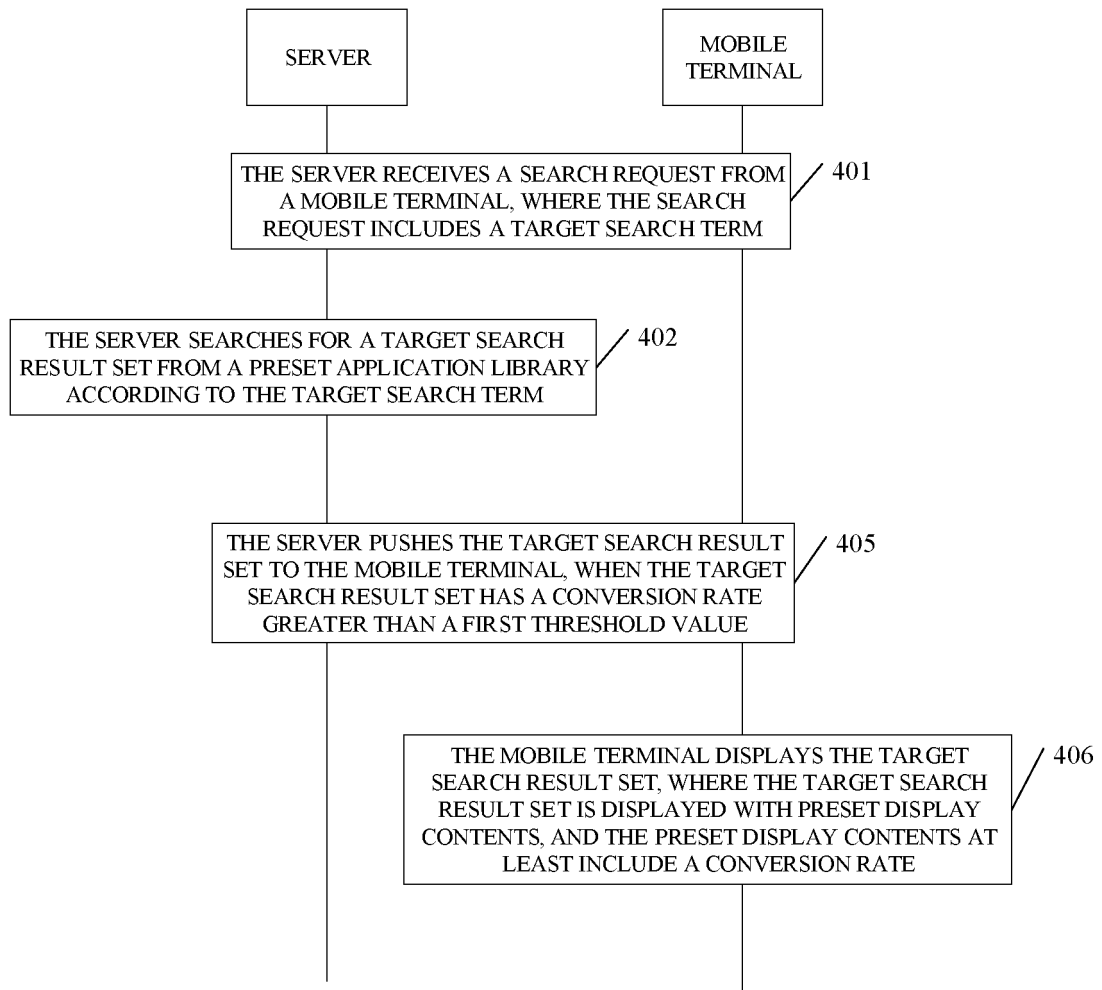 SERVER
MOBILE
TERMINAL
THE SERVER RECEIVES A SEARCH REQUEST FROM
A MOBILE TERMINAL, WHERE THE SEARCH
REQUEST INCLUDES A TARGET SEARCH TERM
401
THE SERVER SEARCHES FOR A TARGET SEARCH
RESULT SET FROM A PRESET APPLICATION LIBRARY
ACCORDING TO THE TARGET SEARCH TERM
402
THE SERVER PUSHES THE TARGET SEARCH RESULT
SET TO THE MOBILE TERMINAL, WHEN THE TARGET
SEARCH RESULT SET HAS A CONVERSION RATE
GREATER THAN A FIRST THRESHOLD VALUE
405
THE MOBILE TERMINAL DISPLAYS THE TARGET
SEARCH RESULT SET, WHERE THE TARGET SEARCH
RESULT SET IS DISPLAYED WITH PRESET DISPLAY
CONTENTS, AND THE PRESET DISPLAY CONTENTS AT
LEAST INCLUDE A CONVERSION RATE
406